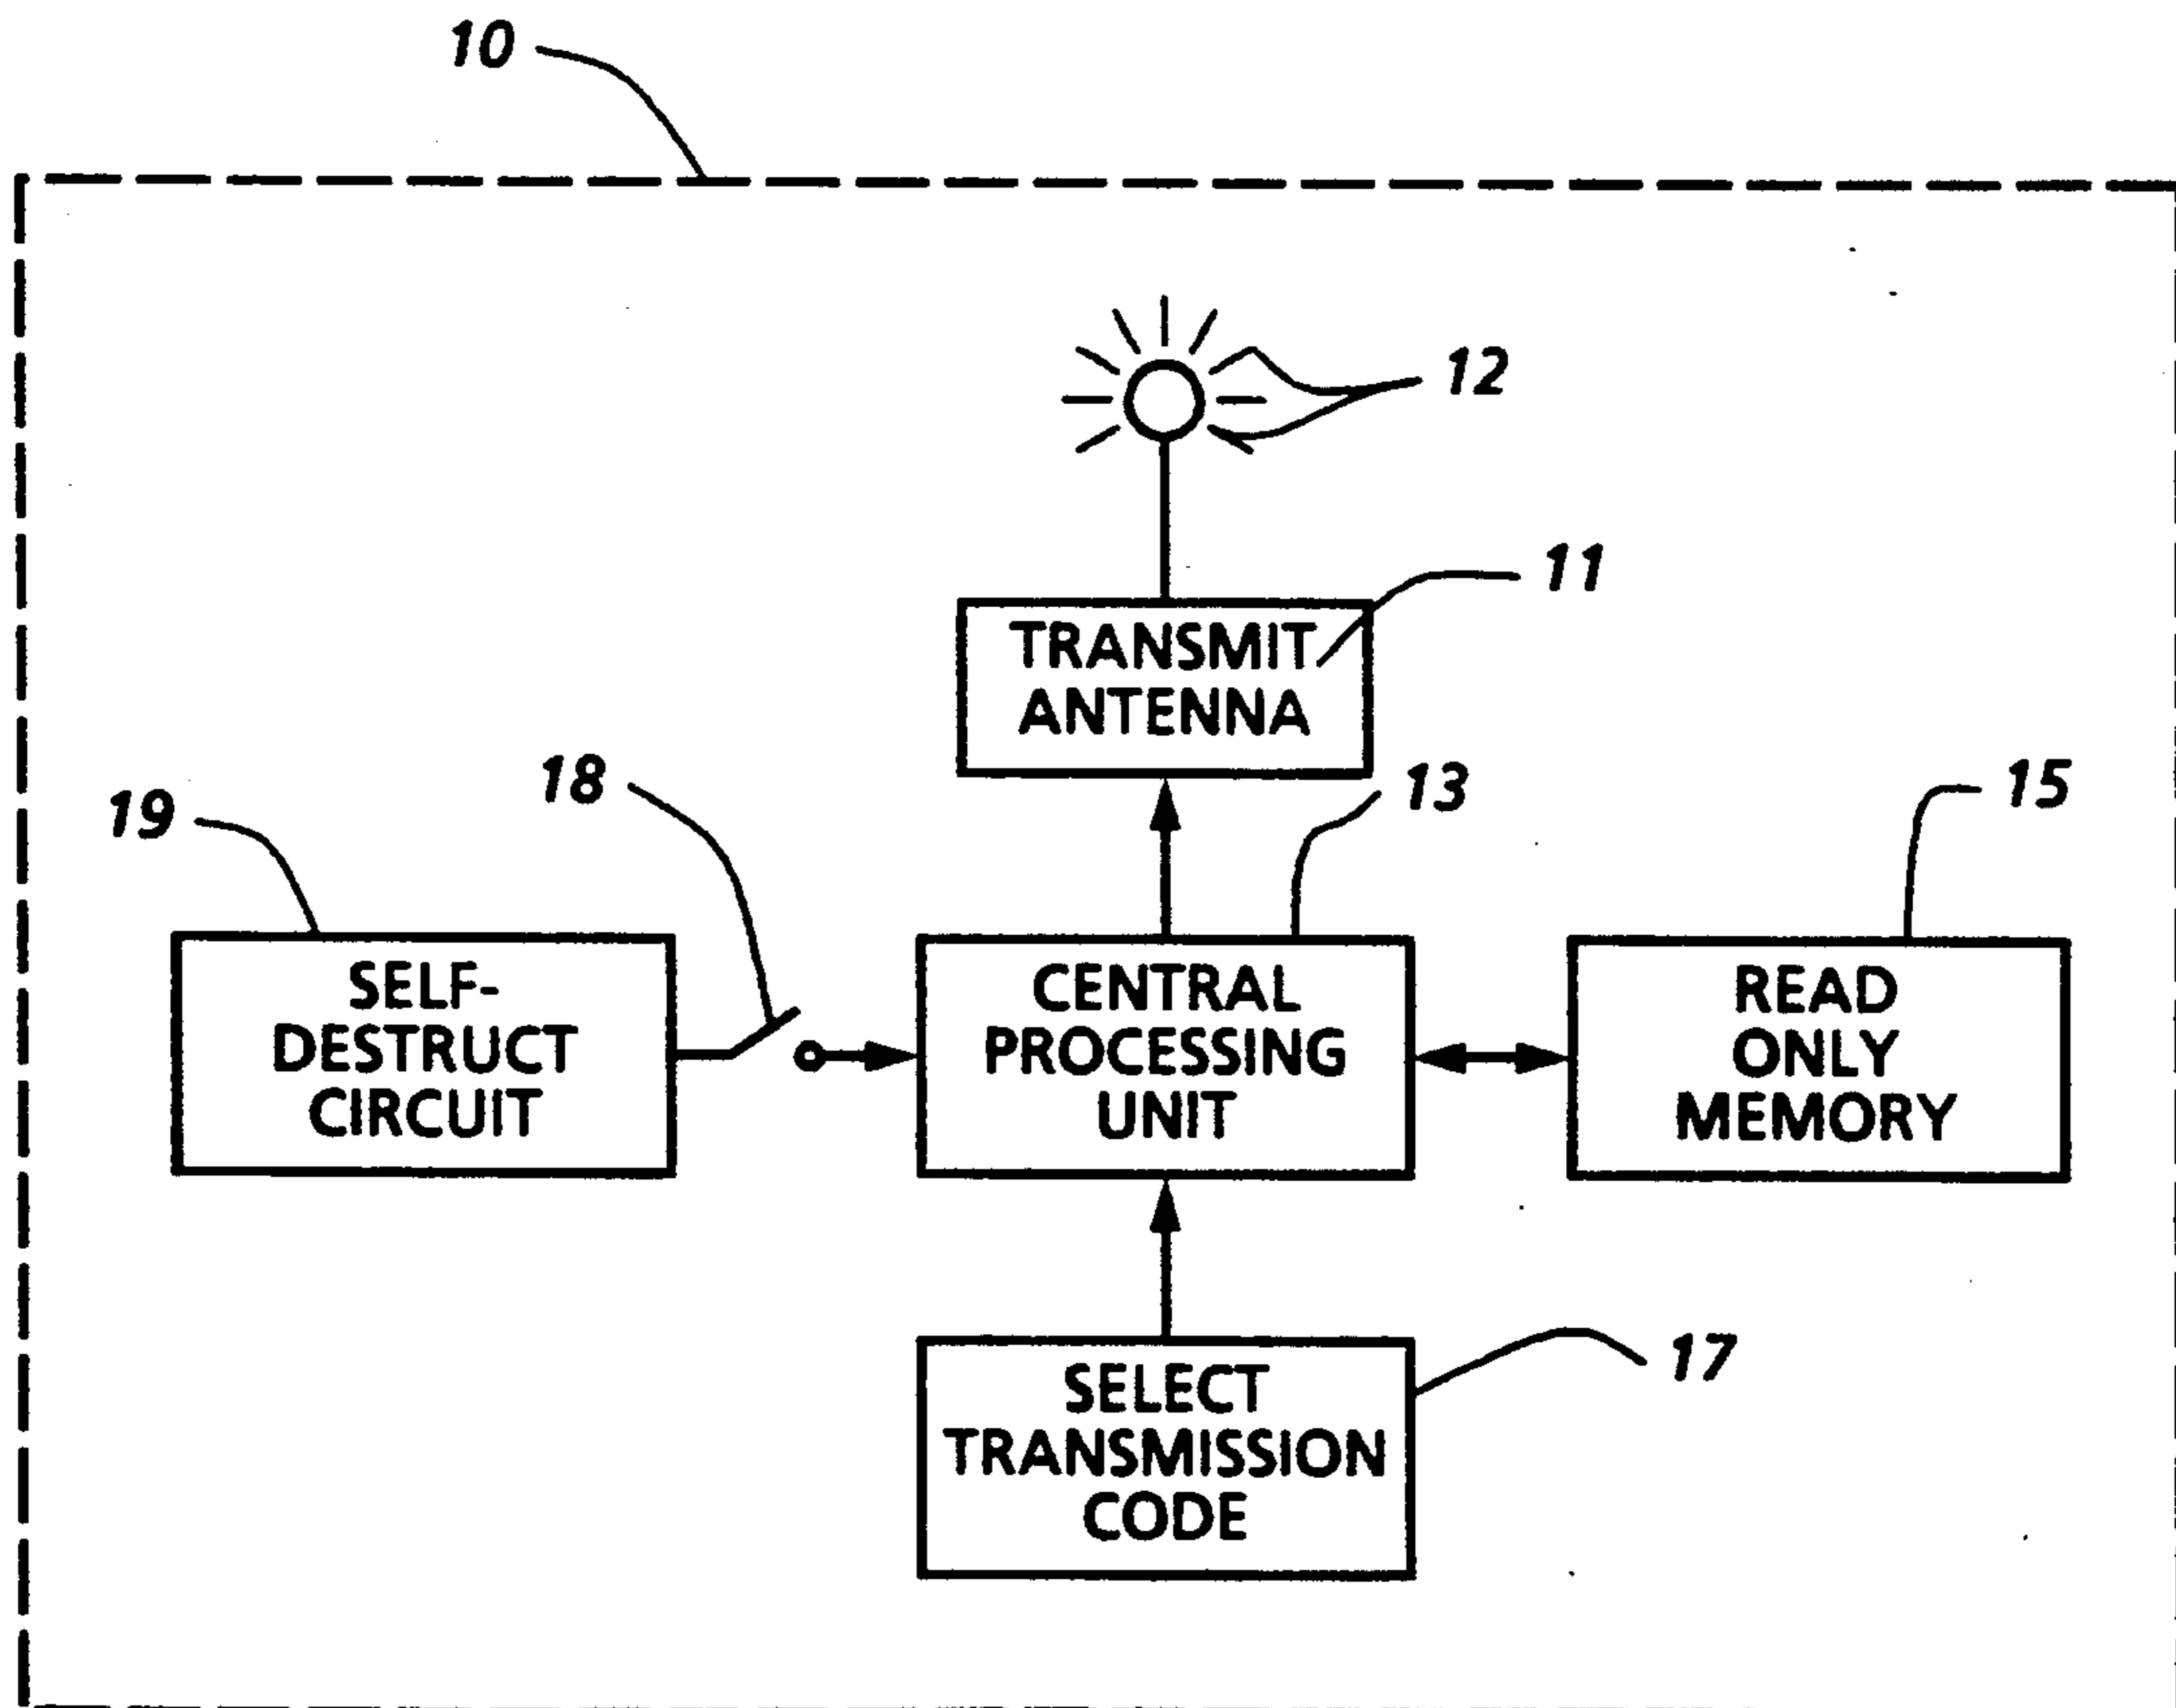 10
12
11
TRANSMIT
ANTENNA
18
13
15
19
SELF-
DESTRUCT
CIRCUIT
CENTRAL
PROCESSING
UNIT
READ
ONLY
MEMORY
17
SELECT
TRANSMISSION
CODE